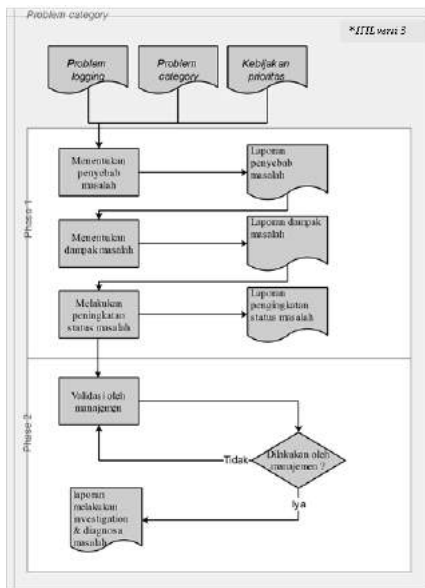 Problem category
*ITIL versi 3
Problem
logging
Problem
category
Kebijakan
prioritas
Phase 1
Menentukan
penyebab
masalah
Laporan
penyebab
masalah
Menentukan
dampak masalah
Laporan dampak
masalah
Melakukan
peningkatan
status masalah
Laporan
pengingkatan
status masalah
Phase 2
Validasi oleh
manajemen
Dilakukan oleh
manajemen ?
Tidak
Iya
laporan
melakukan
investigation
& diagnosa
masalah